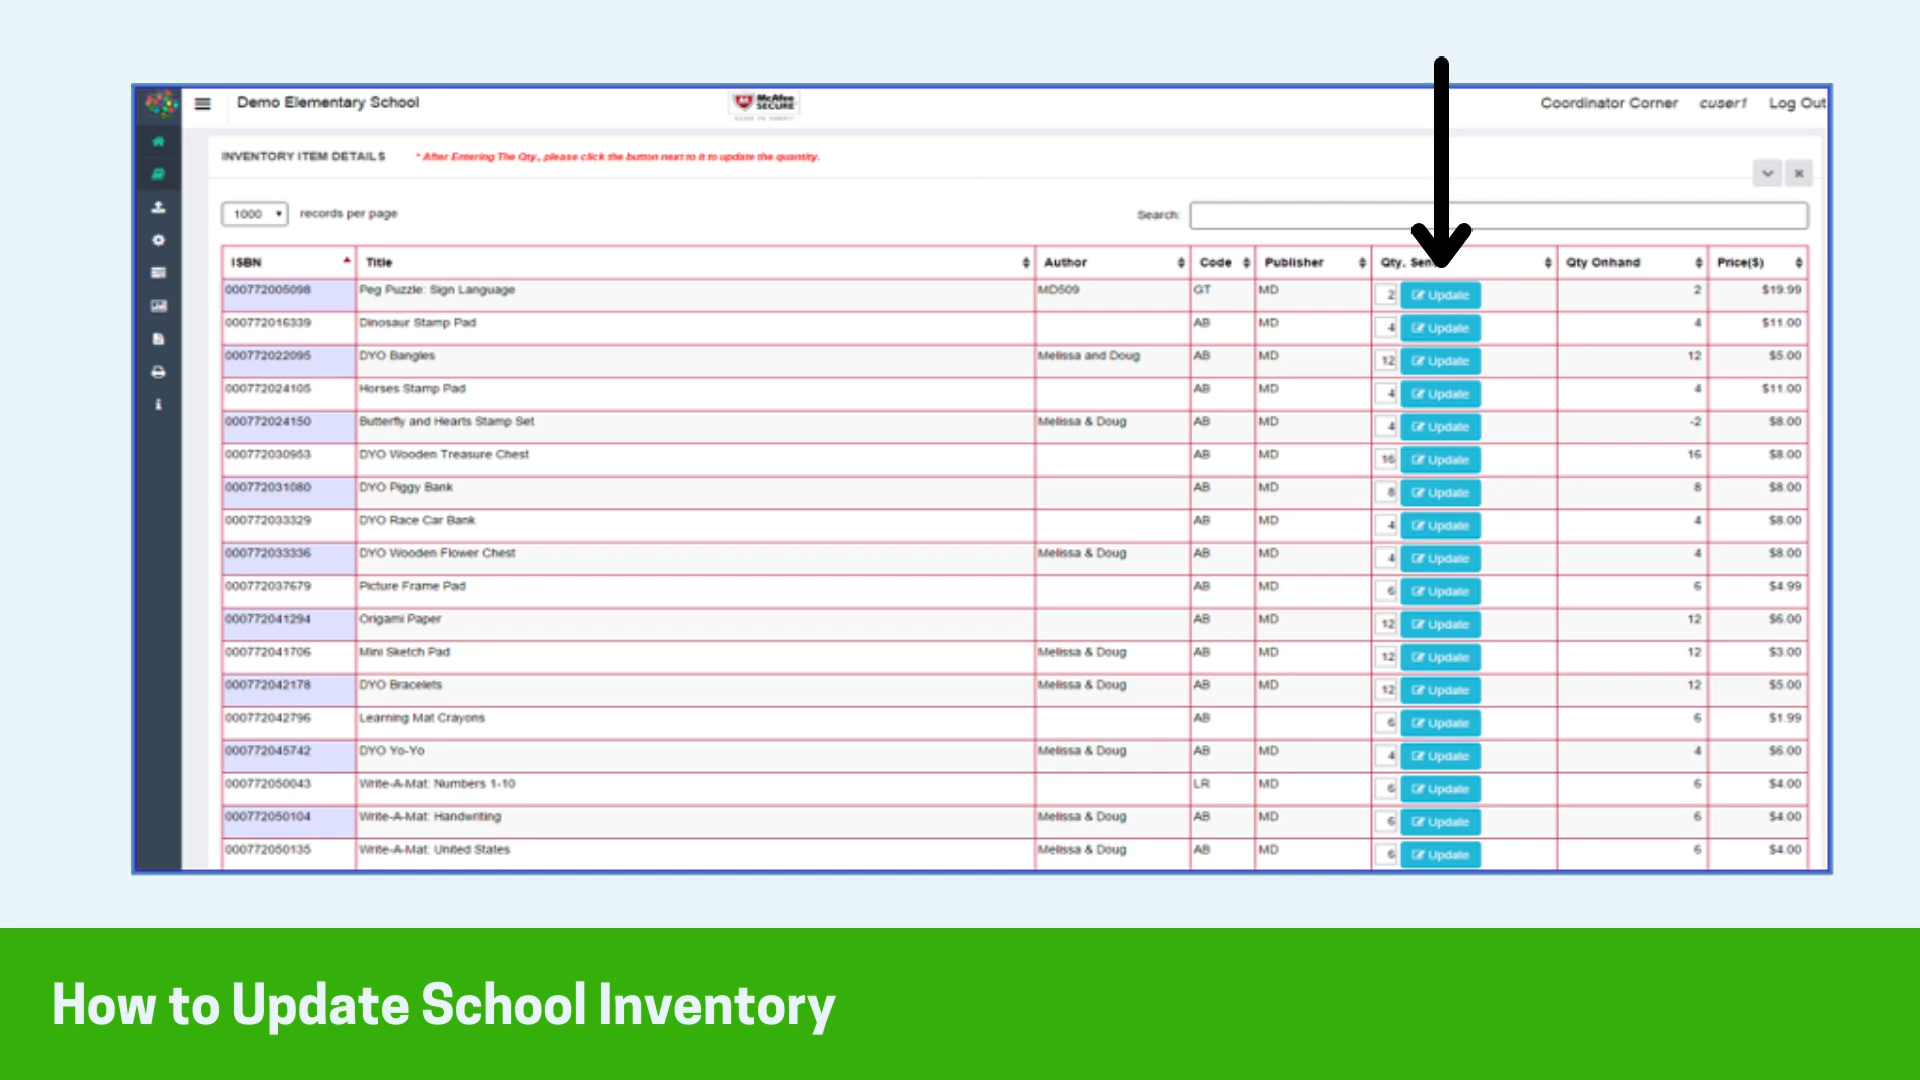 Demo Elementary School
McAfee
SECURE
Coordinator Corner cuser1 Log Out
INVENTORY ITEM DETAILS * After Entering The Qty., please click the button next to it to update the quantity.
1000 records per page
Search:
ISBN Title Author Code Publisher Qty. Qty Onhand Price($)
000772005098 Peg Puzzle: Sign Language MD509 GT MD 2 Update 2 $19.99
000772016339 Dinosaur Stamp Pad AB MD 4 Update 4 $11.00
000772022095 DYO Bangles Melissa and Doug AB MD 12 Update 12 $5.00
000772024105 Horses Stamp Pad AB MD 4 Update 4 $11.00
000772024150 Butterfly and Hearts Stamp Set Melissa & Doug AB MD 4 Update -2 $8.00
000772030953 DYO Wooden Treasure Chest AB MD 16 Update 16 $8.00
000772031080 DYO Piggy Bank AB MD 8 Update 8 $8.00
000772033329 DYO Race Car Bank AB MD 4 Update 4 $8.00
000772033336 DYO Wooden Flower Chest Melissa & Doug AB MD 4 Update 4 $8.00
000772037679 Picture Frame Pad AB MD 6 Update 6 $4.99
000772041294 Origami Paper AB MD 12 Update 12 $6.00
000772041706 Mini Sketch Pad Melissa & Doug AB MD 12 Update 12 $3.00
000772042178 DYO Bracelets Melissa & Doug AB MD 12 Update 12 $5.00
000772042796 Learning Mat Crayons AB 6 Update 6 $1.99
000772045742 DYO Yo-Yo Melissa & Doug AB MD 4 Update 4 $6.00
000772050043 Write-A-Mat: Numbers 1-10 LR MD 6 Update 6 $4.00
000772050104 Write-A-Mat: Handwriting Melissa & Doug AB MD 6 Update 6 $4.00
000772050135 Write-A-Mat: United States Melissa & Doug AB MD 6 Update 6 $4.00
How to Update School Inventory